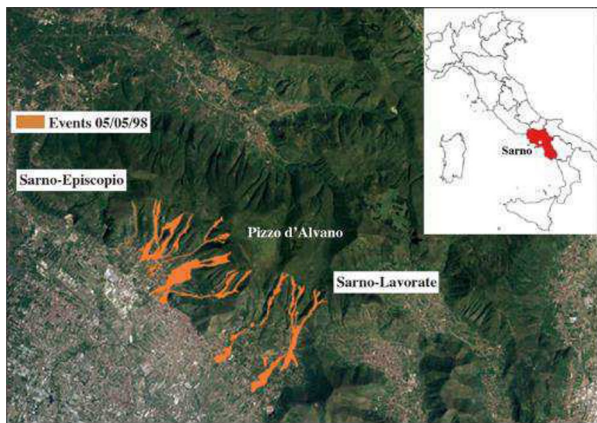 Events 05/05/98
Sarno-Episcopio
Sarno
Pizzo d'Alvano
Sarno-Lavorate